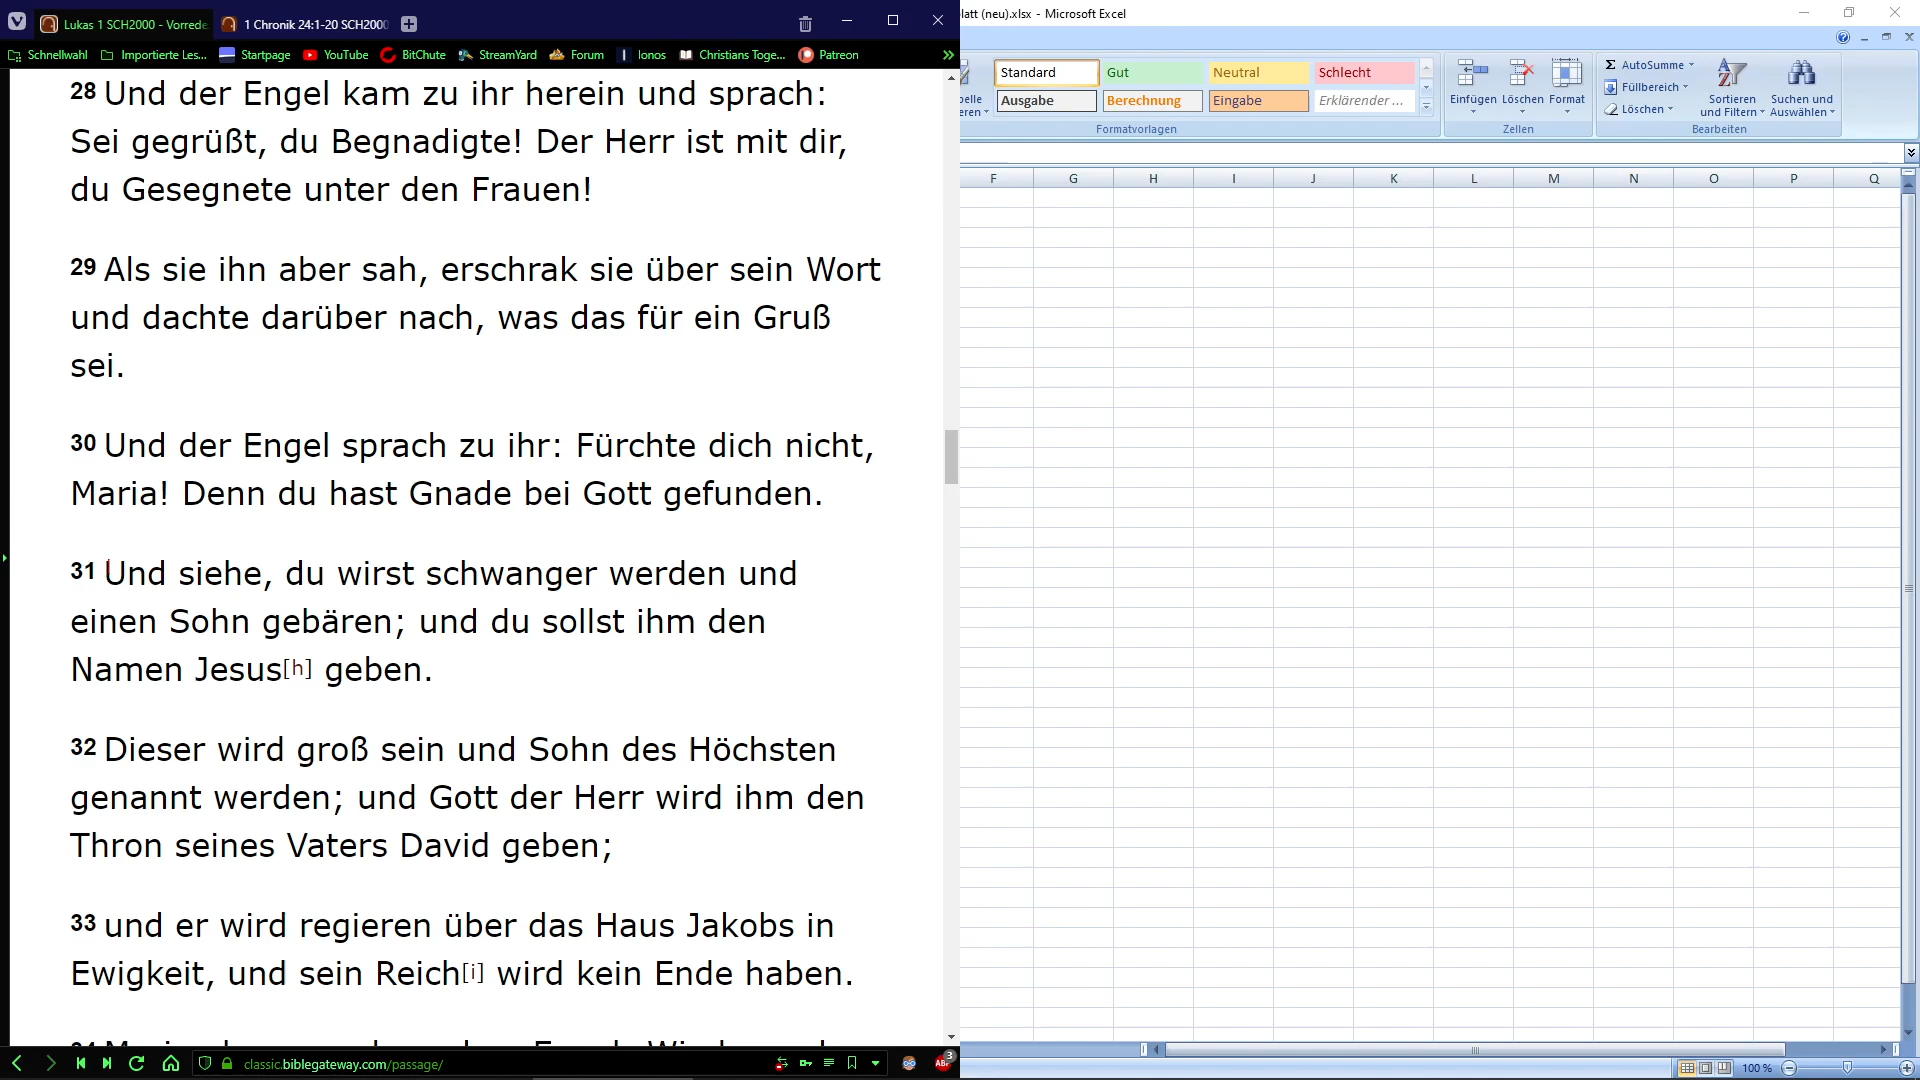 Lukas 1 SCH2000 - Vorrede
1 Chronik 24:1-20 SCH2000
Schnellwahl
Importierte Les...
Startpage
YouTube
BitChute
StreamYard
Forum
Ionos
Christians Toge...
Patreon
28 Und der Engel kam zu ihr herein und sprach:
Sei gegrüßt, du Begnadigte! Der Herr ist mit dir,
du Gesegnete unter den Frauen!
29 Als sie ihn aber sah, erschrak sie über sein Wort
und dachte darüber nach, was das für ein Gruß
sei.
30 Und der Engel sprach zu ihr: Fürchte dich nicht,
Maria! Denn du hast Gnade bei Gott gefunden.
31 Und siehe, du wirst schwanger werden und
einen Sohn gebären; und du sollst ihm den
Namen Jesus[h] geben.
32 Dieser wird groß sein und Sohn des Höchsten
genannt werden; und Gott der Herr wird ihm den
Thron seines Vaters David geben;
33 und er wird regieren über das Haus Jakobs in
Ewigkeit, und sein Reich[i] wird kein Ende haben.
classic.biblegateway.com/passage/
ABP
3
latt (neu).xlsx - Microsoft Excel
belle
eren
Standard
Gut
Neutral
Schlecht
Ausgabe
Berechnung
Eingabe
Erklärender ...
Formatvorlagen
Einfügen
Löschen
Format
Zellen
Σ AutoSumme
Füllbereich
Löschen
Sortieren
und Filtern
Suchen und
Auswählen
Bearbeiten
F G H I J K L M N O P Q
100 %